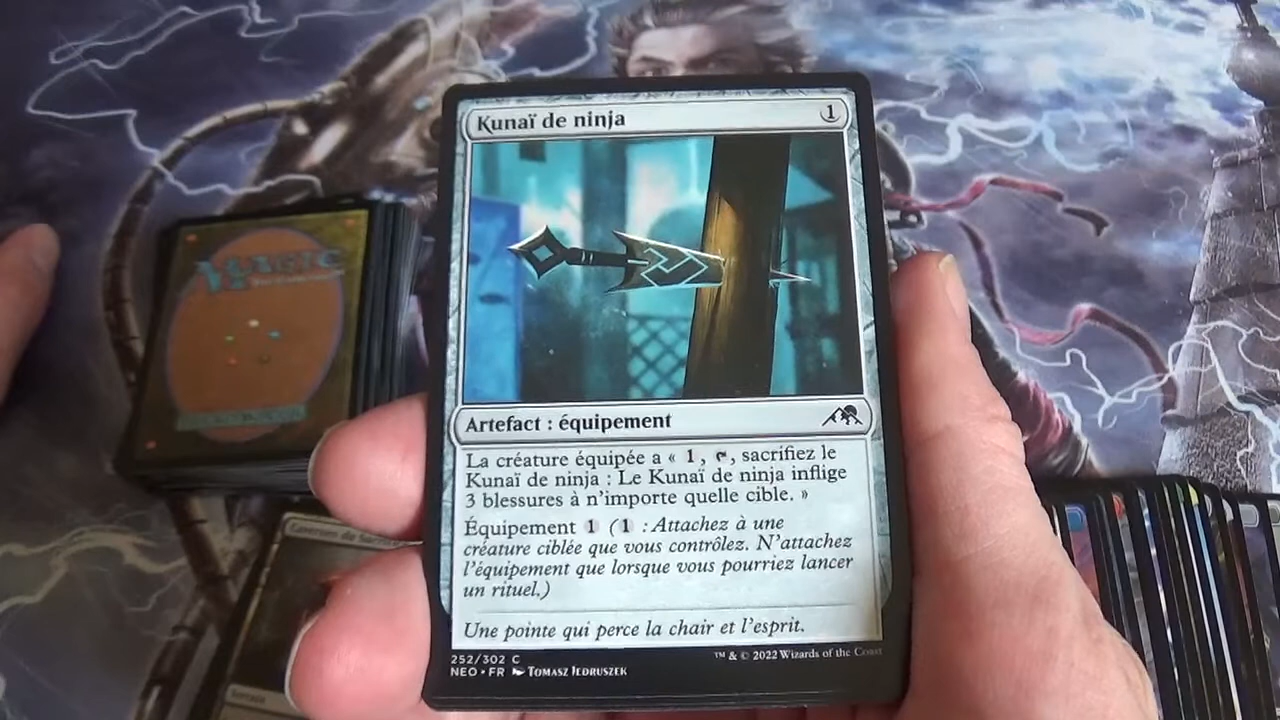 Kunaï de ninja 1
MAGIC
Artefact : équipement
La créature équipée a « 1, , sacrifiez le
Kunaï de ninja : Le Kunaï de ninja inflige
3 blessures à n'importe quelle cible. »
Équipement 1 (1 : Attachez à une
créature ciblée que vous contrôlez. N'attachez
l'équipement que lorsque vous pourriez lancer
un rituel.)
Une pointe qui perce la chair et l'esprit.
252/302 C
™ & © 2022 Wizards of the Coast
NEO • FR TOMASZ JEDRUSZEK
Terrain